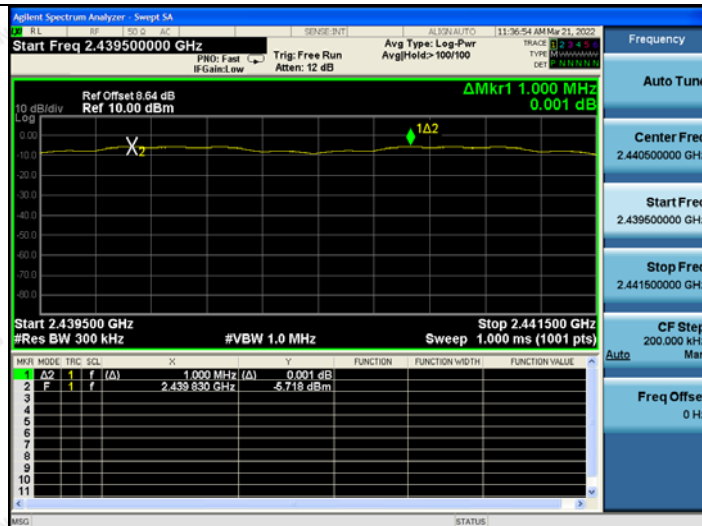 Agilent Spectrum Analyzer - Swept SA
RL RF 50 Ω AC SENSE:INT ALIGN AUTO 11:36:54 AM Mar 21, 2022
Start Freq 2.439500000 GHz
PNO: Fast
IFGain:Low
Trig: Free Run
Atten: 12 dB
Avg Type: Log-Pwr
Avg|Hold:> 100/100
TRACE 1 2 3 4 5 6
TYPE MWWWWW
DET P N N N N N
Ref Offset 8.64 dB
Ref 10.00 dBm
10 dB/div
Log
ΔMkr1 1.000 MHz
0.001 dB
0.00
-10.0
-20.0
-30.0
-40.0
-50.0
-60.0
-70.0
-80.0
X2
1Δ2
Start 2.439500 GHz Stop 2.441500 GHz
#Res BW 300 kHz #VBW 1.0 MHz Sweep 1.000 ms (1001 pts)
MKR MODE TRC SCL X Y FUNCTION FUNCTION WIDTH FUNCTION VALUE
1 Δ2 1 f (Δ) 1.000 MHz (Δ) 0.001 dB
2 F 1 f 2.439 830 GHz -5.718 dBm
3
4
5
6
7
8
9
10
11
MSG STATUS
Frequency
Auto Tune
Center Freq
2.440500000 GHz
Start Freq
2.439500000 GHz
Stop Freq
2.441500000 GHz
CF Step
200.000 kHz
Auto Man
Freq Offset
0 Hz